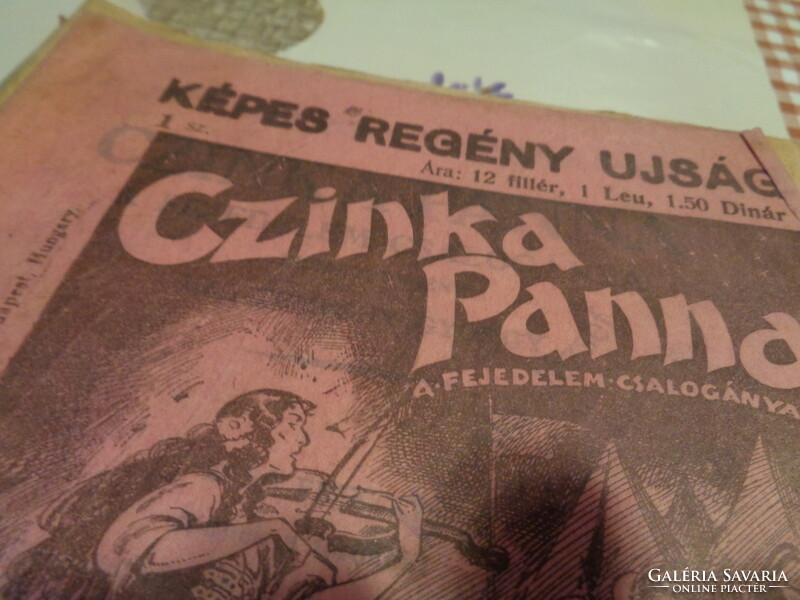 KÉPES REGÉNY UJSÁG
1 sz.
Ára: 12 fillér, 1 Leu, 1.50 Dinár
Czinka
Panna
A·FEJEDELEM·CSALOGÁNYA
Hungary.
GALÉRIA SAVARIA
ONLINE PIACTÉR